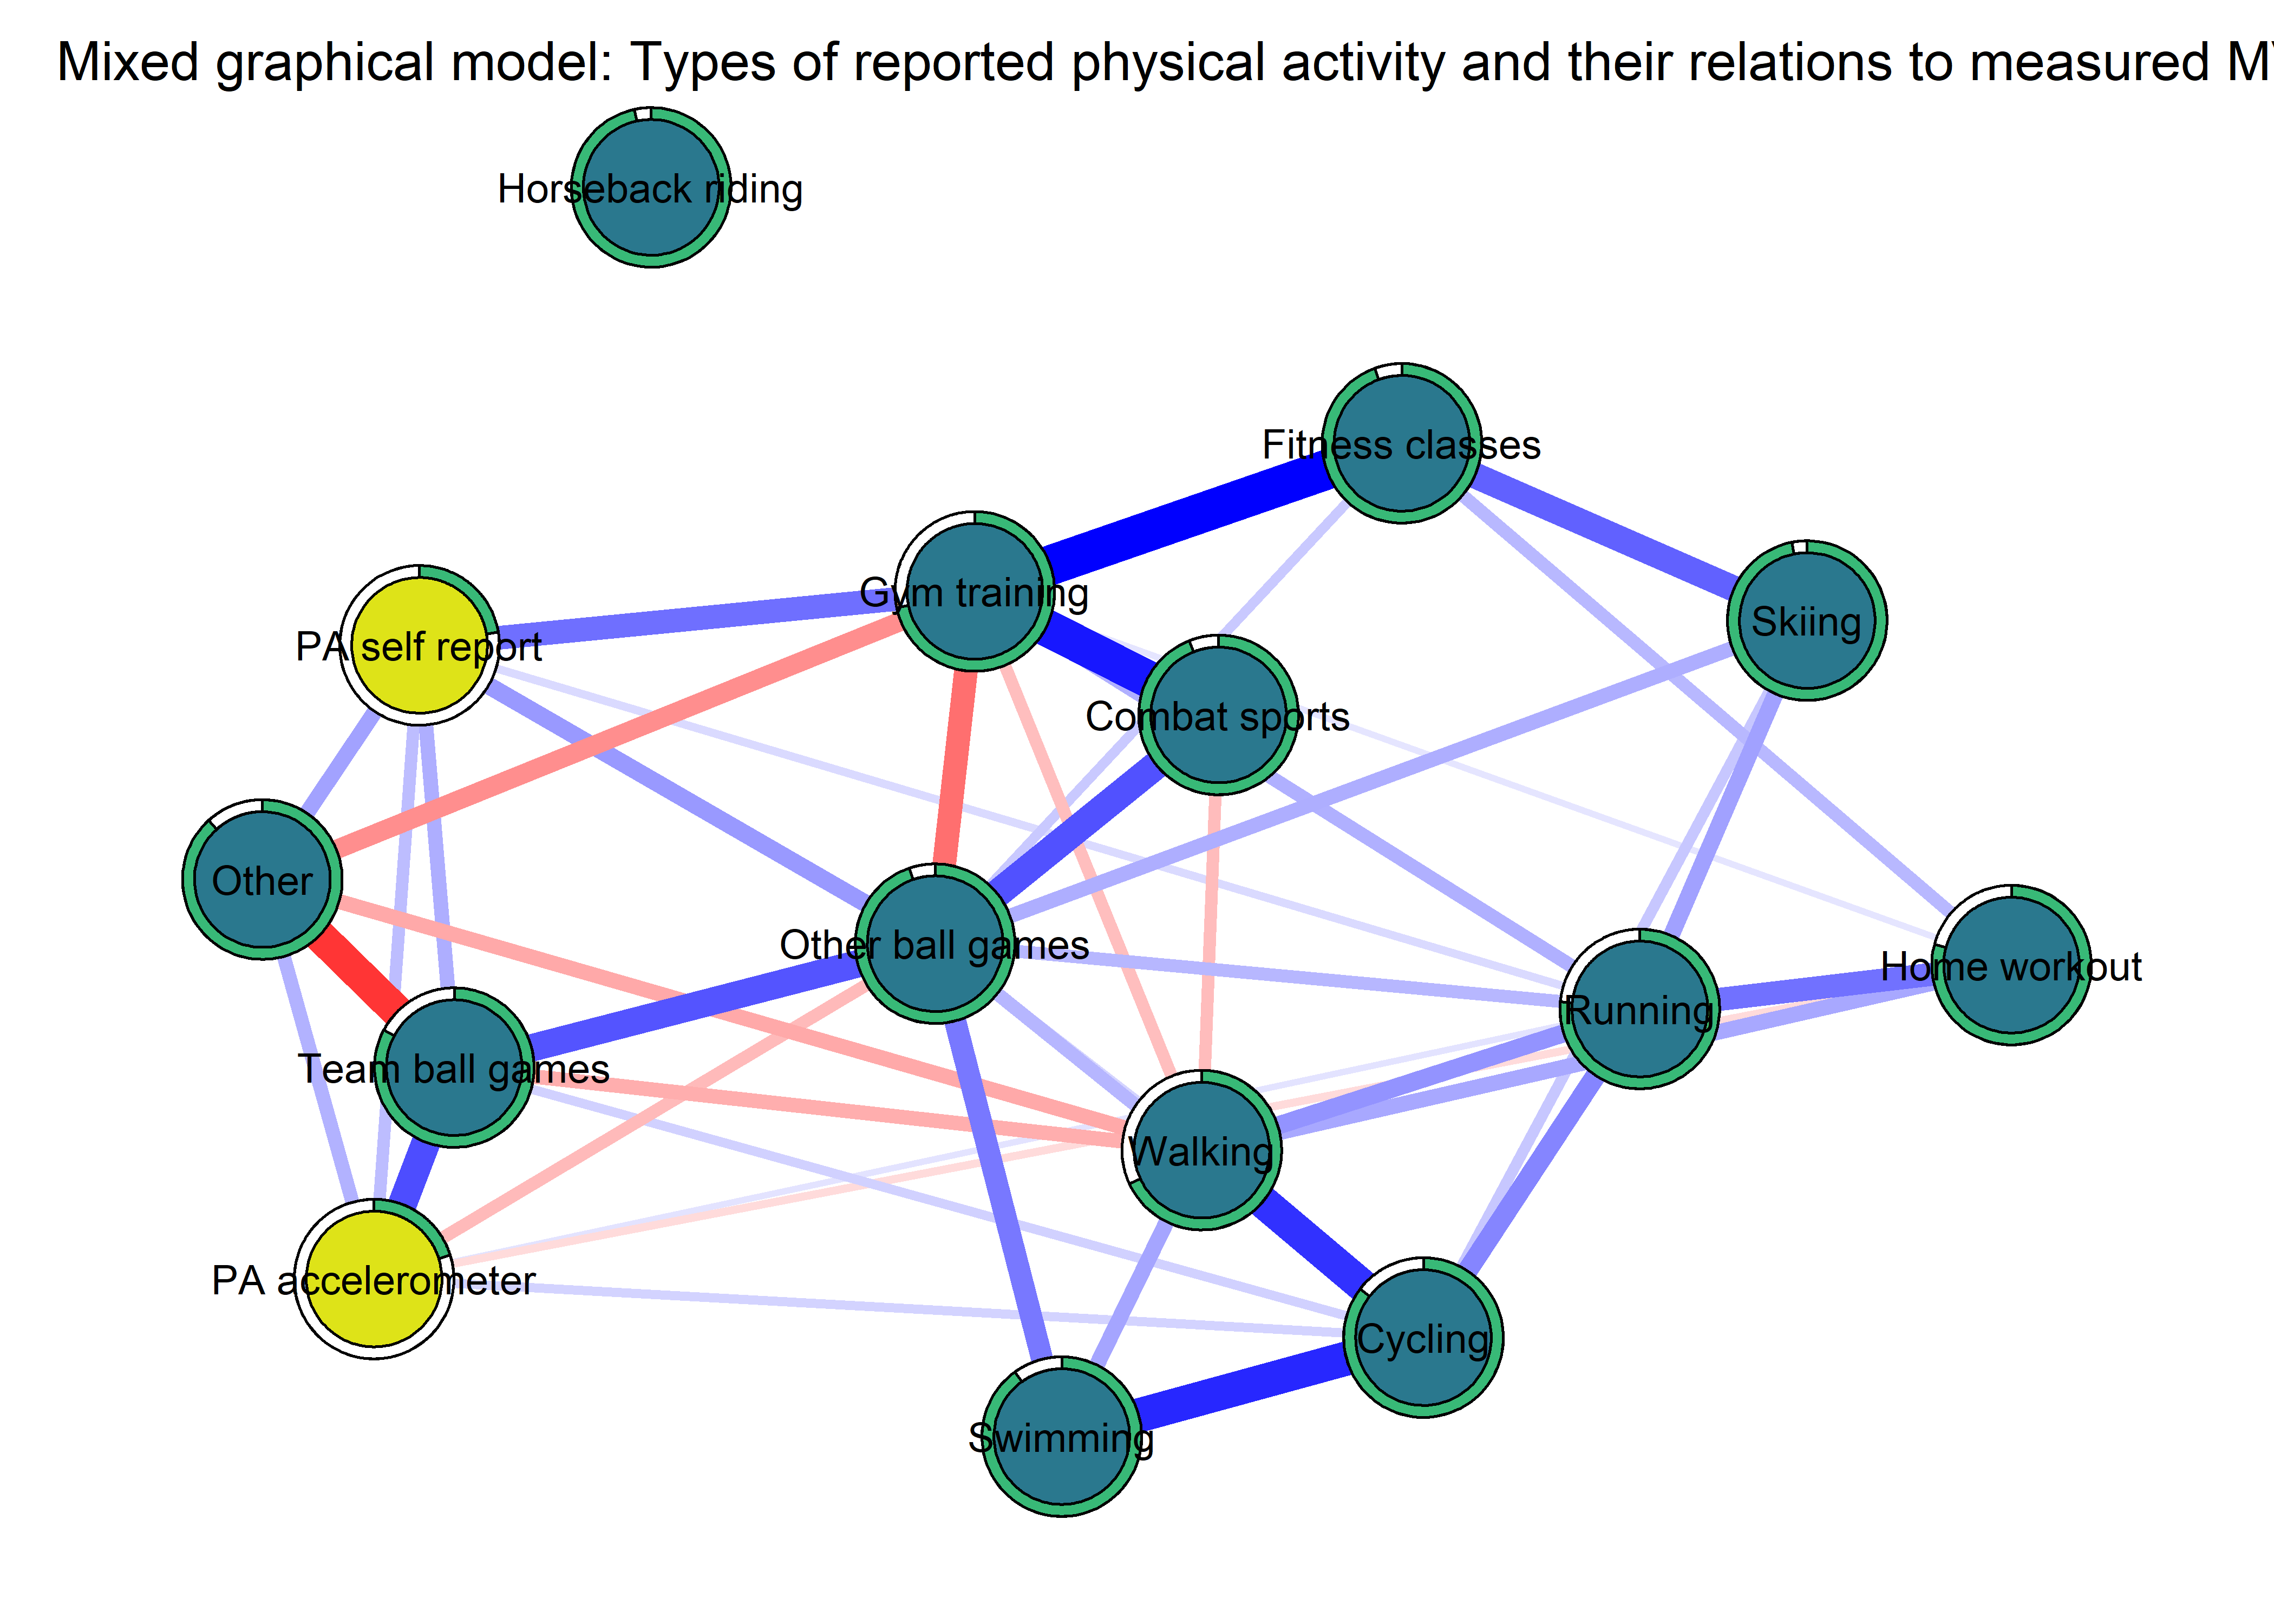 Mixed graphical model: Types of reported physical activity and their relations to measured M
Horseback riding
Fitness classes
Gym training
Skiing
PA self report
Combat sports
Other
Other ball games
Home workout
Running
Team ball games
Walking
PA accelerometer
Cycling
Swimming